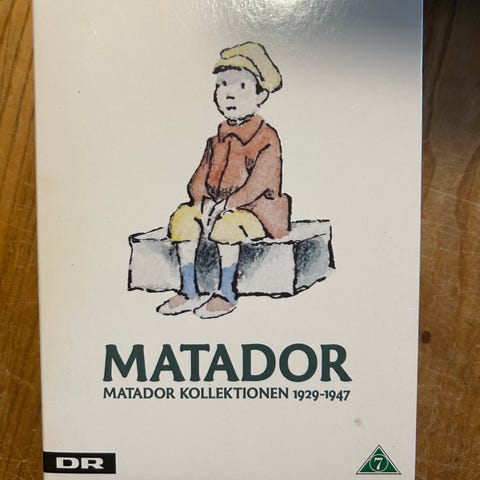 MATADOR
MATADOR KOLLEKTIONEN 1929-1947
DR
7